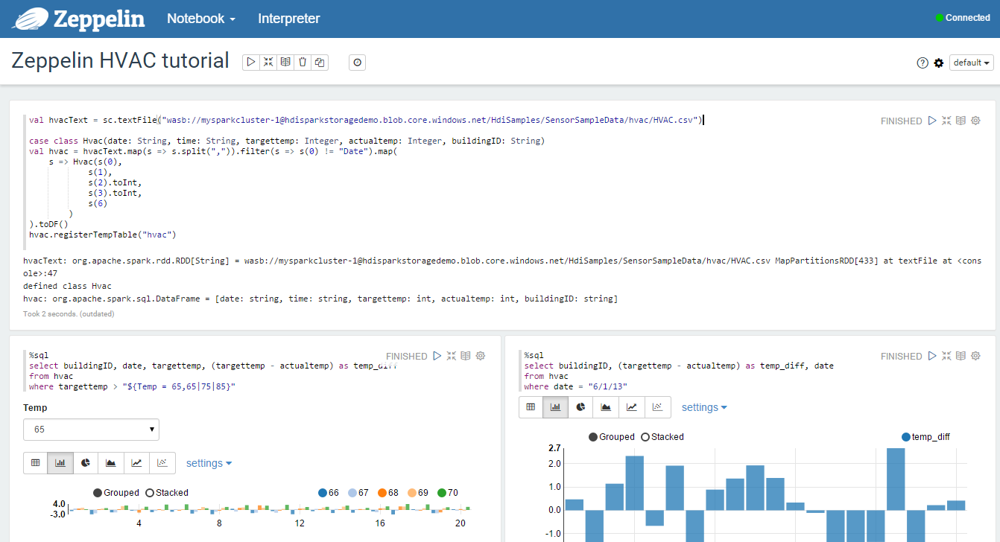 Zeppelin Notebook Interpreter Connected
Zeppelin HVAC tutorial default
val hvacText = sc.textFile("wasb://mysparkcluster-1@hdisparkstoragedemo.blob.core.windows.net/HdiSamples/SensorSampleData/hvac/HVAC.csv")
FINISHED
case class Hvac(date: String, time: String, targettemp: Integer, actualtemp: Integer, buildingID: String)
val hvac = hvacText.map(s => s.split(",")).filter(s => s(0) != "Date").map(
s => Hvac(s(0),
s(1),
s(2).toInt,
s(3).toInt,
s(6)
)
).toDF()
hvac.registerTempTable("hvac")
hvacText: org.apache.spark.rdd.RDD[String] = wasb://mysparkcluster-1@hdisparkstoragedemo.blob.core.windows.net/HdiSamples/SensorSampleData/hvac/HVAC.csv MapPartitionsRDD[433] at textFile at <cons
ole>:47
defined class Hvac
hvac: org.apache.spark.sql.DataFrame = [date: string, time: string, targettemp: int, actualtemp: int, buildingID: string]
Took 2 seconds. (outdated)
%sql
FINISHED
select buildingID, date, targettemp, (targettemp - actualtemp) as temp_diff
from hvac
where targettemp > "${Temp = 65,65|75|85}"
Temp
65
settings
Grouped Stacked 66 67 68 69 70
4.0
-3.0
4 8 12 16 20
%sql
FINISHED
select buildingID, (targettemp - actualtemp) as temp_diff, date
from hvac
where date = "6/1/13"
settings
Grouped Stacked temp_diff
2.7
2.0
1.0
0.0
-1.0